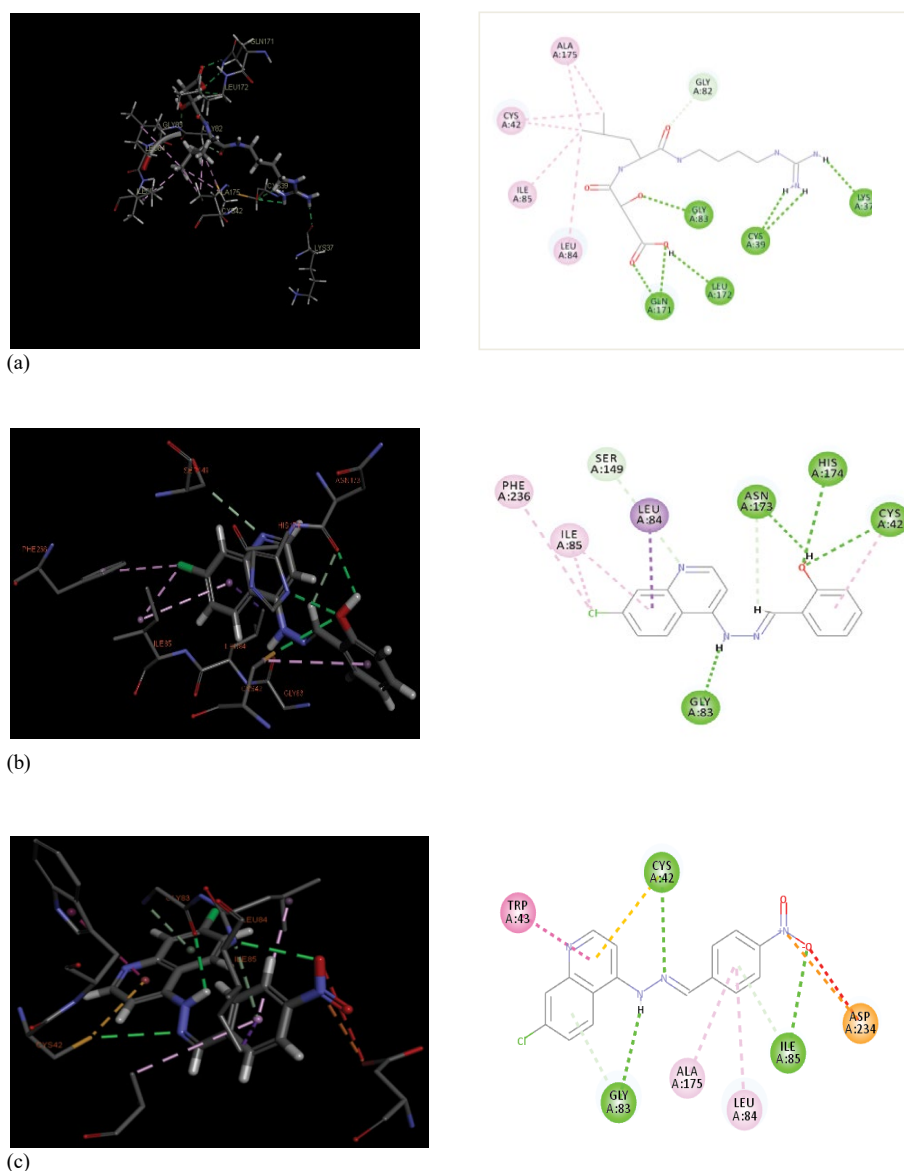 GLN171
LEU172
GLY83
LYS37
ALA
A:175
GLY
A:82
CYS
A:42
ILE
A:85
LEU
A:84
GLY
A:83
CYS
A:39
LYS
A:37
GLN
A:171
LEU
A:172
O
N
N
O
N
N
H
N
H
H
O
O
O
O
H
(a)
PHE236
ILE85
GLY83
SER
A:149
PHE
A:236
LEU
A:84
ILE
A:85
ASN
A:173
HIS
A:174
CYS
A:42
GLY
A:83
N
Cl
N
H
N
H
O
H
(b)
GLY83
LEU84
ILE85
CYS42
CYS
A:42
TRP
A:43
ASP
A:234
ILE
A:85
ALA
A:175
LEU
A:84
GLY
A:83
N
Cl
N
H
N
N
O
O
(c)